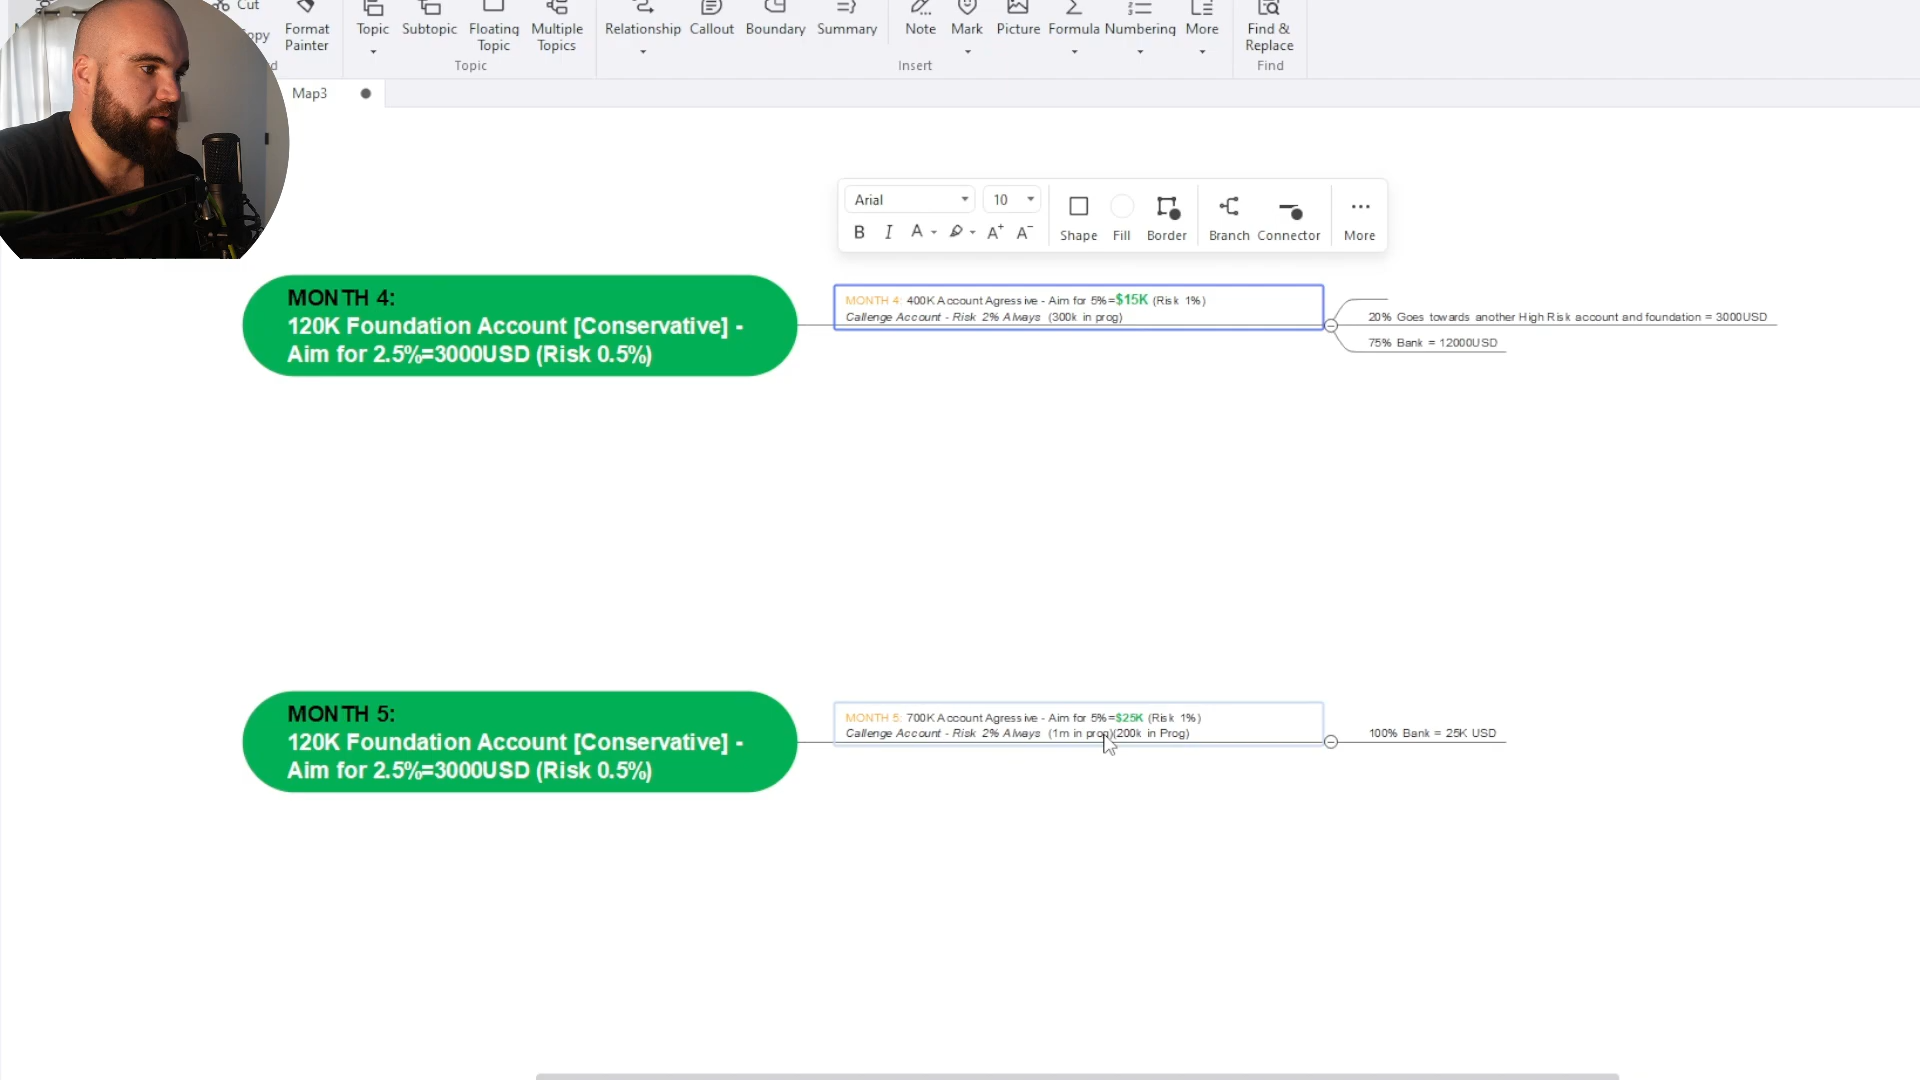 Cut
opy
Format
Painter
d
Topic
Subtopic
Floating
Topic
Multiple
Topics
Topic
Relationship
Callout
Boundary
Summary
Note
Mark
Picture
Formula
Numbering
More
Insert
Find &
Replace
Find
Map3
Arial
10
B I A A+ A-
Shape
Fill
Border
Branch
Connector
More
MONTH 4:
120K Foundation Account [Conservative] -
Aim for 2.5%=3000USD (Risk 0.5%)
MONTH 4: 400K Account Agressive - Aim for 5%=$15K (Risk 1%)
Callenge Account - Risk 2% Always (300k in prog)
20% Goes towards another High Risk account and foundation = 3000USD
75% Bank = 12000USD
MONTH 5:
120K Foundation Account [Conservative] -
Aim for 2.5%=3000USD (Risk 0.5%)
MONTH 5: 700K Account Agressive - Aim for 5%=$25K (Risk 1%)
Callenge Account - Risk 2% Always (1m in prog)(200k in Prog)
100% Bank = 25K USD